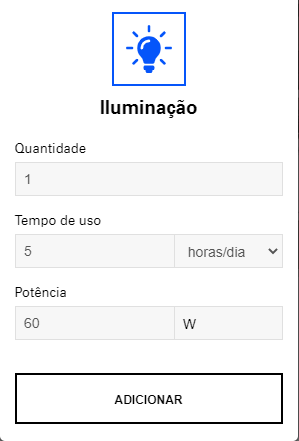 Iluminação
Quantidade
1
Tempo de uso
5 horas/dia
Potência
60 W
ADICIONAR